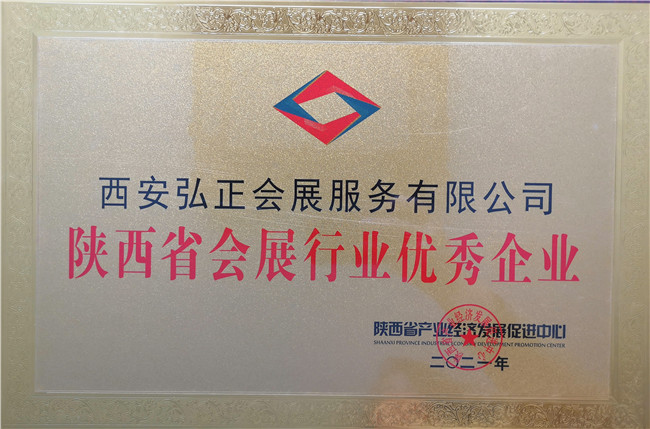 西安弘正会展服务有限公司
陕西省会展行业优秀企业
陕西省产业经济发展促进中心
SHAANXI PROVINCE INDUSTRIAL ECONOMY DEVELOPMENT PROMOTION CENTER
二〇二一年